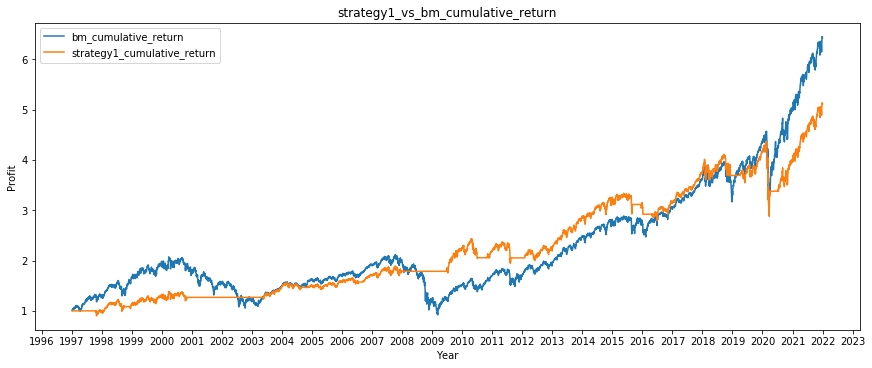 strategy1_vs_bm_cumulative_return
bm_cumulative_return
strategy1_cumulative_return
6
5
4
3
2
1
Profit
1996 1997 1998 1999 2000 2001 2002 2003 2004 2005 2006 2007 2008 2009 2010 2011 2012 2013 2014 2015 2016 2017 2018 2019 2020 2021 2022 2023
Year